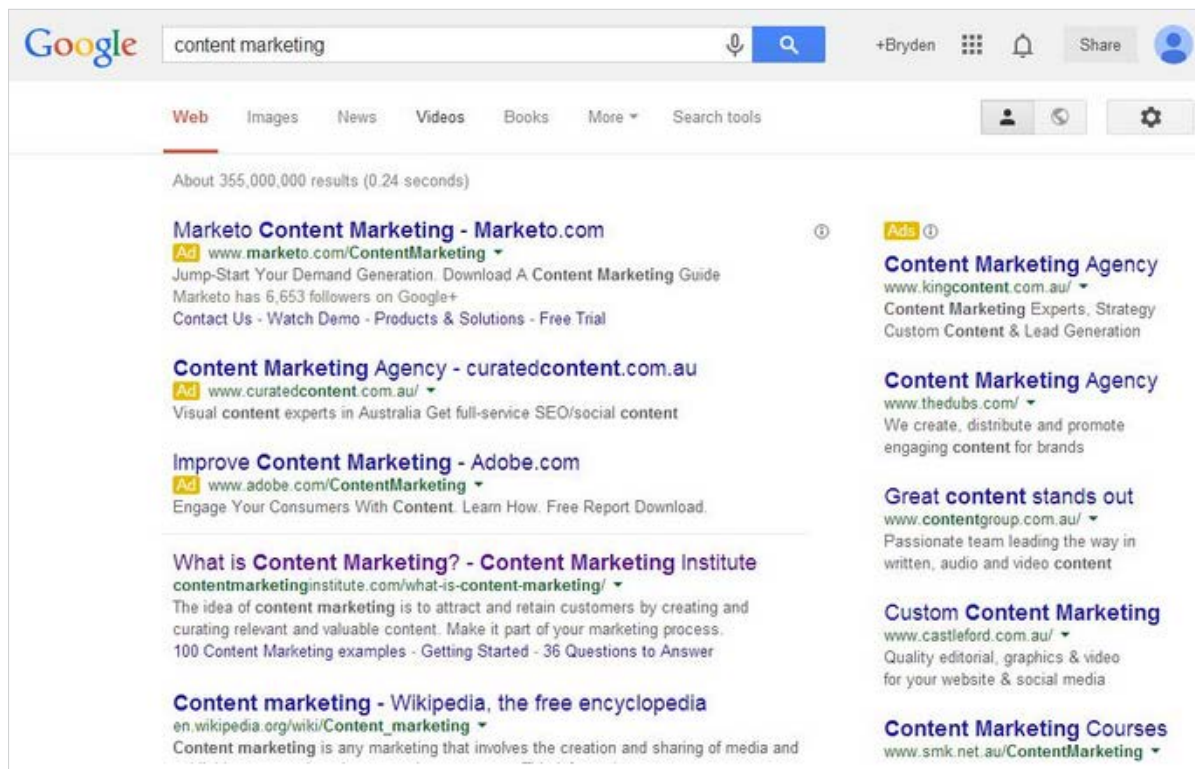 Google
content marketing
+Bryden
Share
Web Images News Videos Books More Search tools
About 355,000,000 results (0.24 seconds)
Marketo Content Marketing - Marketo.com
Ad www.marketo.com/ContentMarketing
Jump-Start Your Demand Generation. Download A Content Marketing Guide
Marketo has 6,653 followers on Google+
Contact Us - Watch Demo - Products & Solutions - Free Trial
Content Marketing Agency - curatedcontent.com.au
Ad www.curatedcontent.com.au/
Visual content experts in Australia Get full-service SEO/social content
Improve Content Marketing - Adobe.com
Ad www.adobe.com/ContentMarketing
Engage Your Consumers With Content. Learn How. Free Report Download.
What is Content Marketing? - Content Marketing Institute
contentmarketinginstitute.com/what-is-content-marketing/
The idea of content marketing is to attract and retain customers by creating and
curating relevant and valuable content. Make it part of your marketing process.
100 Content Marketing examples - Getting Started - 36 Questions to Answer
Content marketing - Wikipedia, the free encyclopedia
en.wikipedia.org/wiki/Content_marketing
Content marketing is any marketing that involves the creation and sharing of media and
Ads
Content Marketing Agency
www.kingcontent.com.au/
Content Marketing Experts, Strategy
Custom Content & Lead Generation
Content Marketing Agency
www.thedubs.com/
We create, distribute and promote
engaging content for brands
Great content stands out
www.contentgroup.com.au/
Passionate team leading the way in
written, audio and video content
Custom Content Marketing
www.castleford.com.au/
Quality editorial, graphics & video
for your website & social media
Content Marketing Courses
www.smk.net.au/ContentMarketing